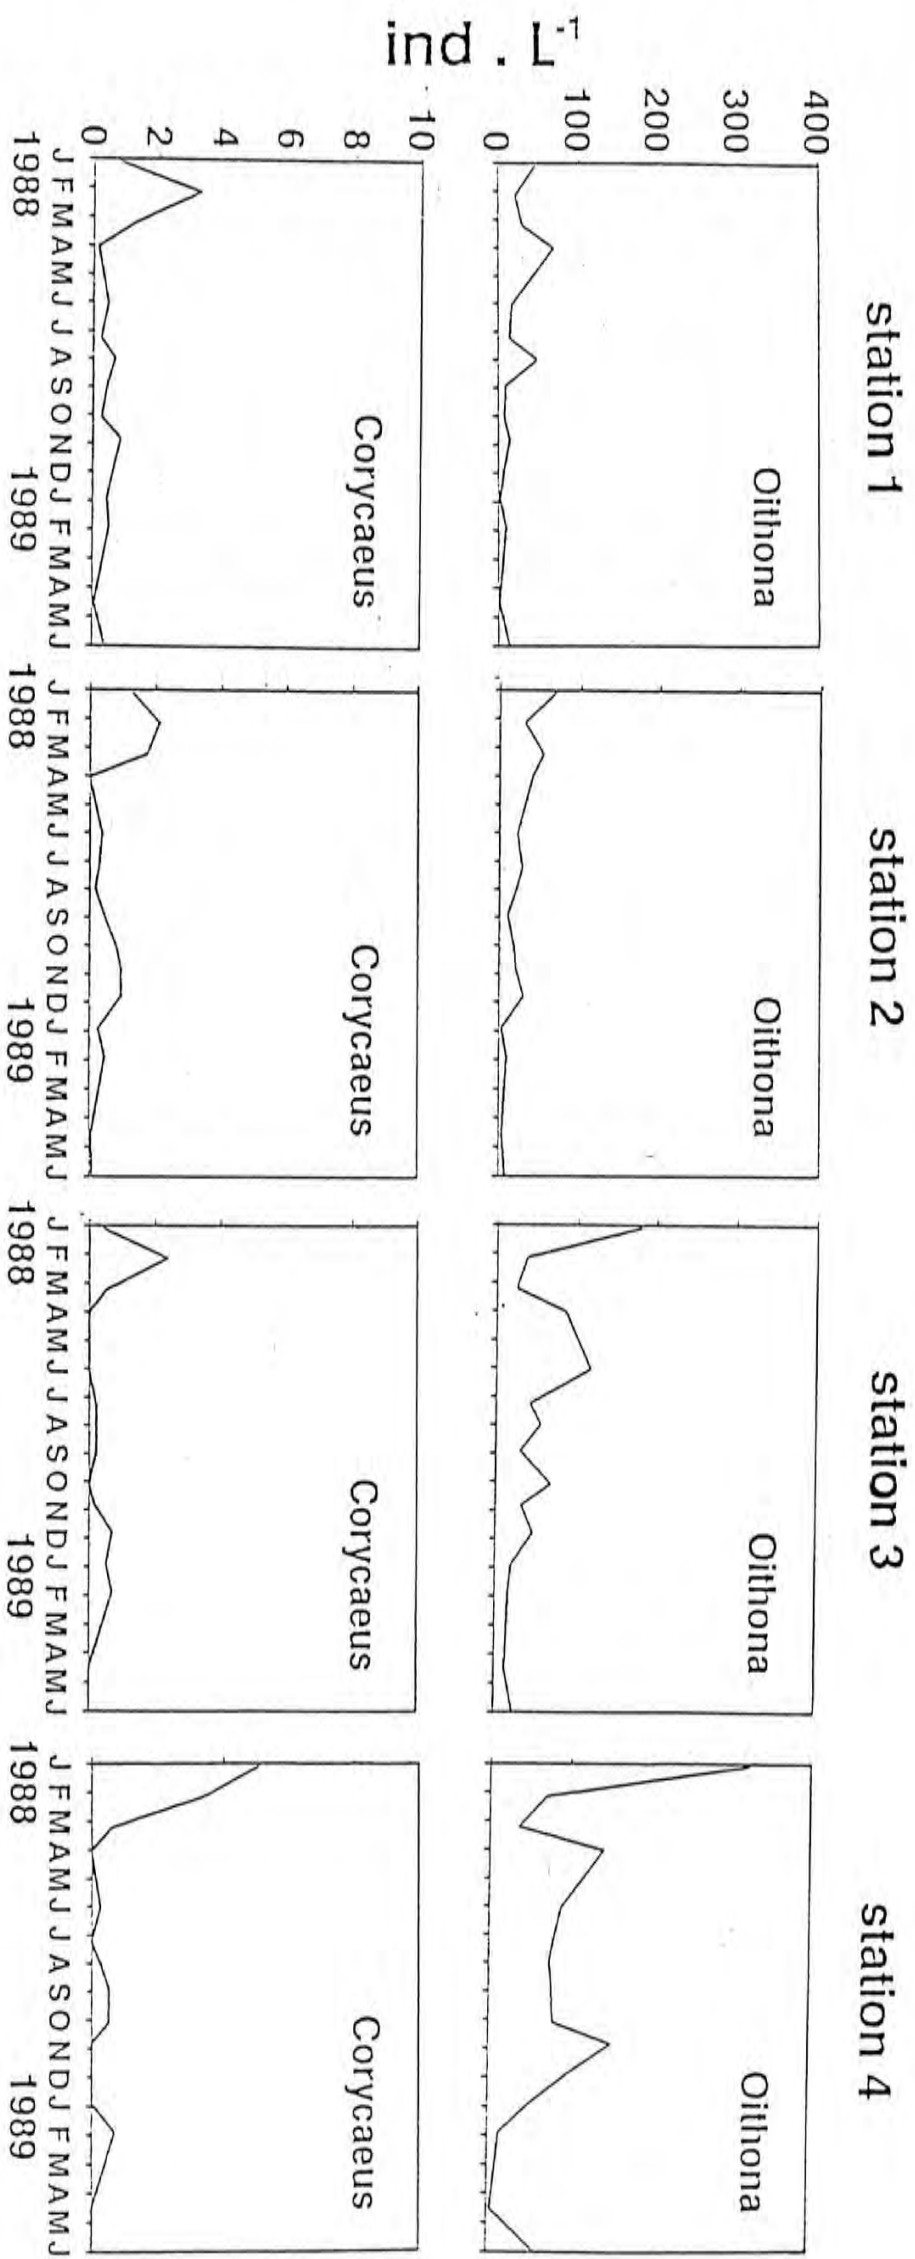 station 1
station 2
station 3
station 4
ind . L⁻¹
400
300
200
100
0
Oithona
Oithona
Oithona
Oithona
10
8
6
4
2
0
Corycaeus
Corycaeus
Corycaeus
Corycaeus
J F M A M J J A S O N D J F M A M J
J F M A M J J A S O N D J F M A M J
J F M A M J J A S O N D J F M A M J
J F M A M J J A S O N D J F M A M J
1988 1989
1988 1989
1988 1989
1988 1989